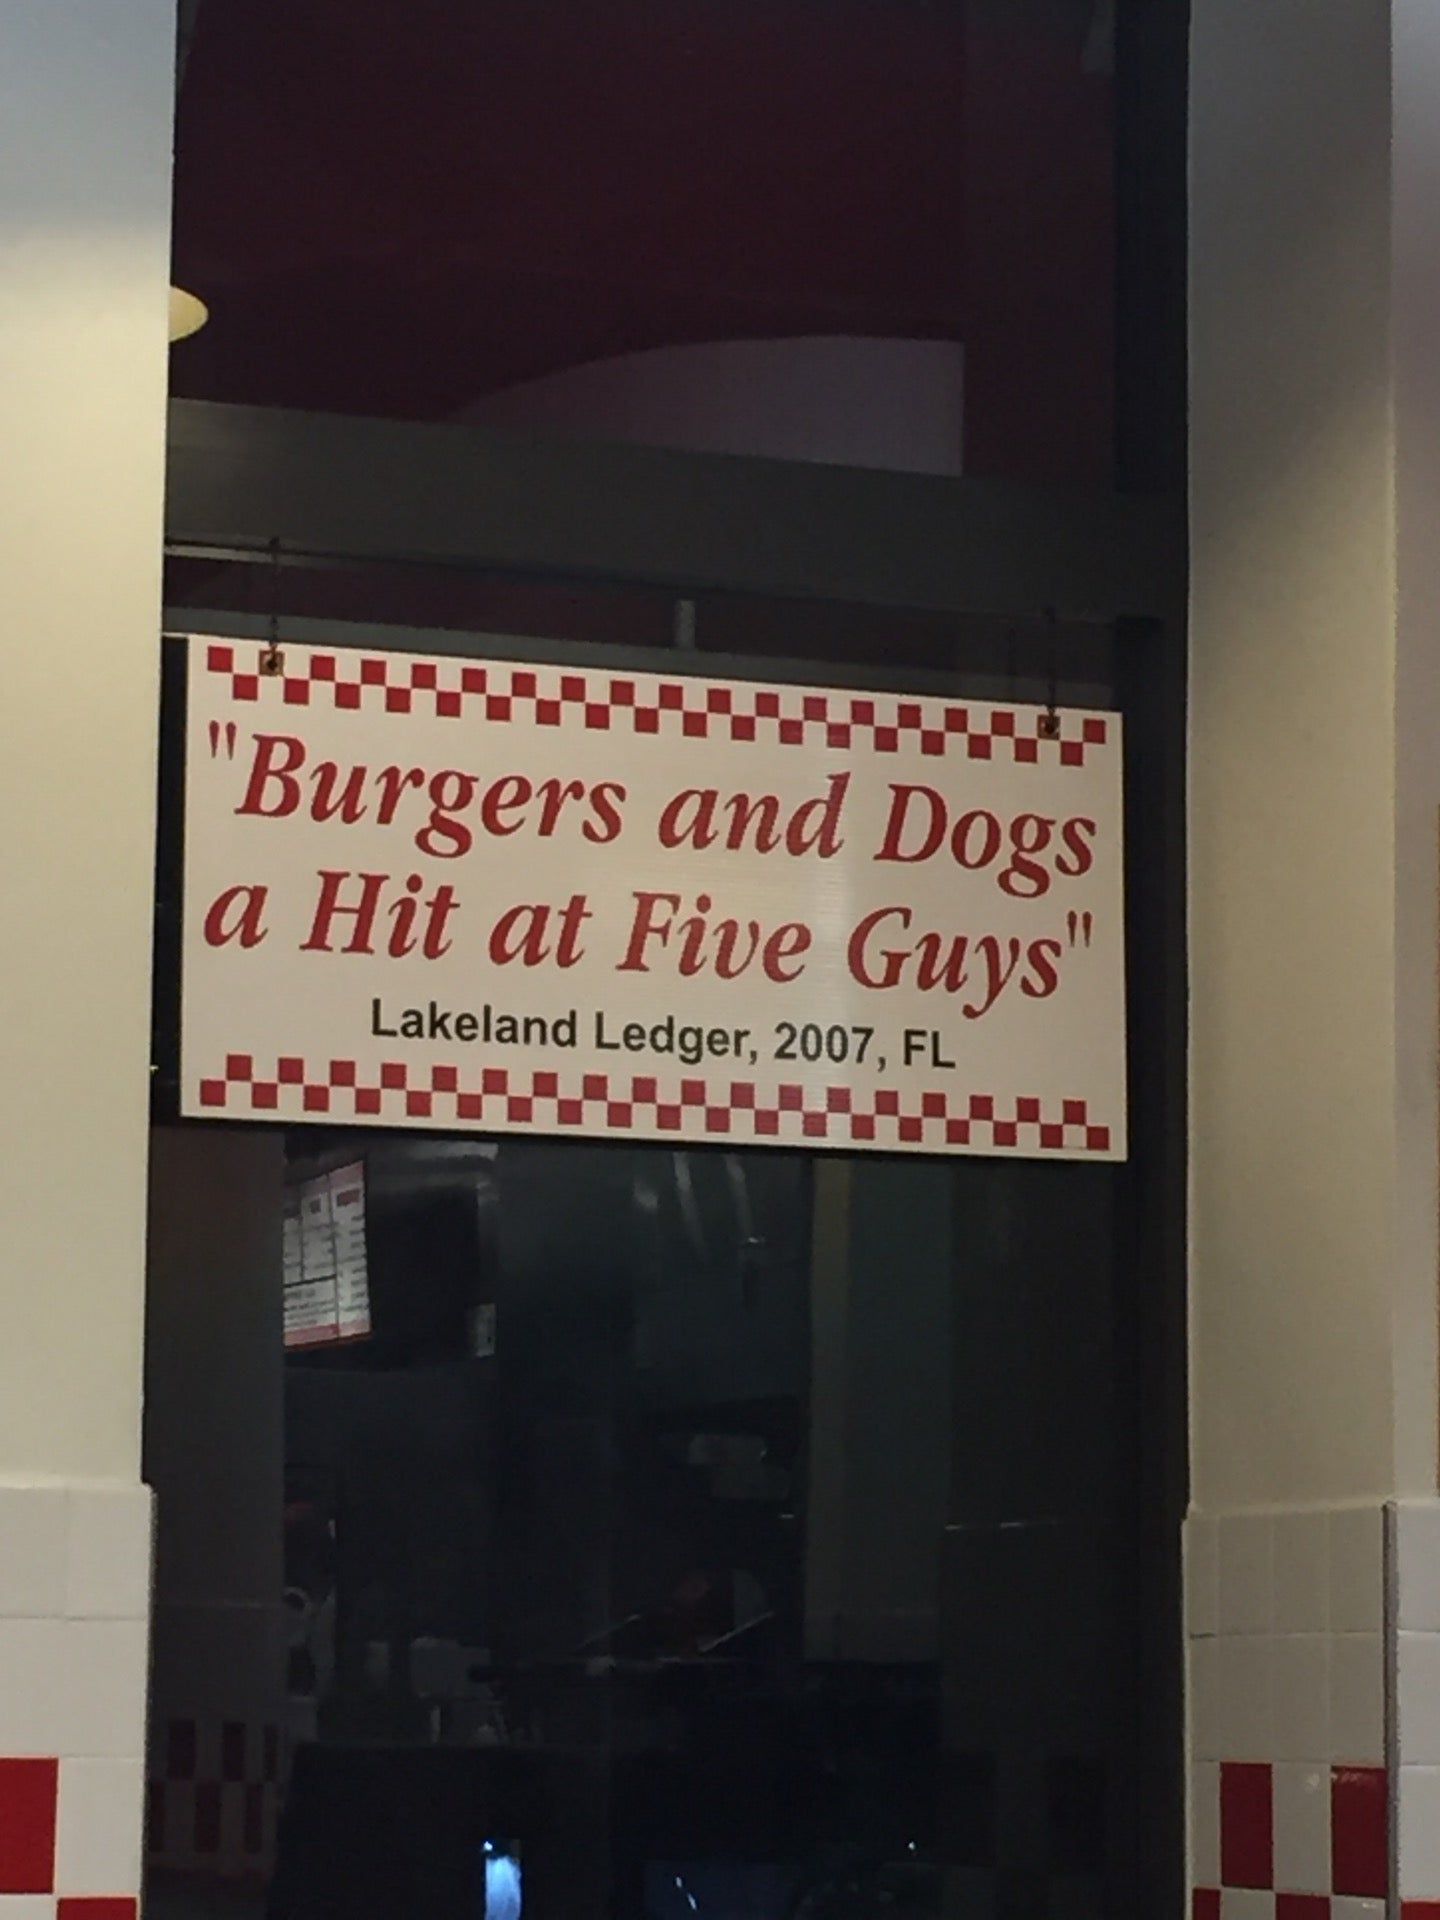 "Burgers and Dogs
a Hit at Five Guys"
Lakeland Ledger, 2007, FL